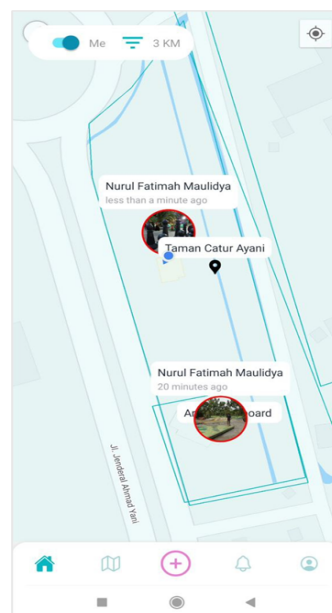 Me
3 KM
Nurul Fatimah Maulidya
less than a minute ago
Taman Catur Ayani
Nurul Fatimah Maulidya
20 minutes ago
Jl. Jenderal Ahmad Yani